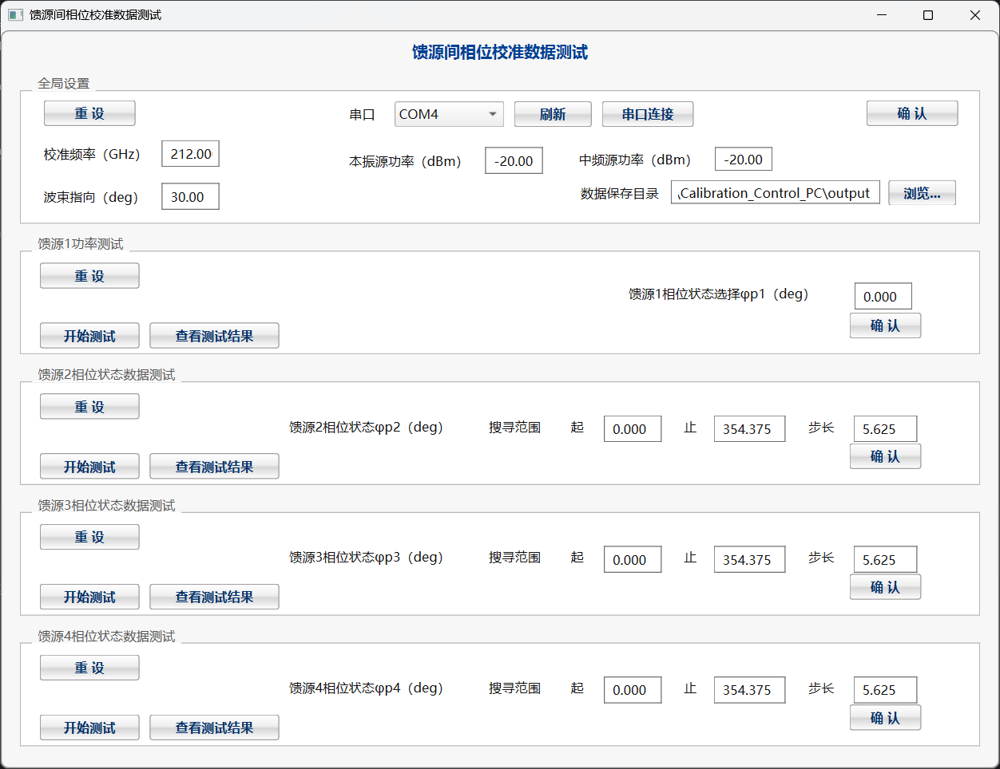 馈源间相位校准数据测试
馈源间相位校准数据测试
全局设置
重 设 串口 COM4 刷新 串口连接 确 认
校准频率（GHz） 212.00 本振源功率（dBm） -20.00 中频源功率（dBm） -20.00
波束指向（deg） 30.00 数据保存目录 \Calibration_Control_PC\output 浏览...
馈源1功率测试
重 设
馈源1相位状态选择φp1（deg） 0.000
确 认
开始测试 查看测试结果
馈源2相位状态数据测试
重 设
馈源2相位状态φp2（deg） 搜寻范围 起 0.000 止 354.375 步长 5.625
确 认
开始测试 查看测试结果
馈源3相位状态数据测试
重 设
馈源3相位状态φp3（deg） 搜寻范围 起 0.000 止 354.375 步长 5.625
确 认
开始测试 查看测试结果
馈源4相位状态数据测试
重 设
馈源4相位状态φp4（deg） 搜寻范围 起 0.000 止 354.375 步长 5.625
确 认
开始测试 查看测试结果